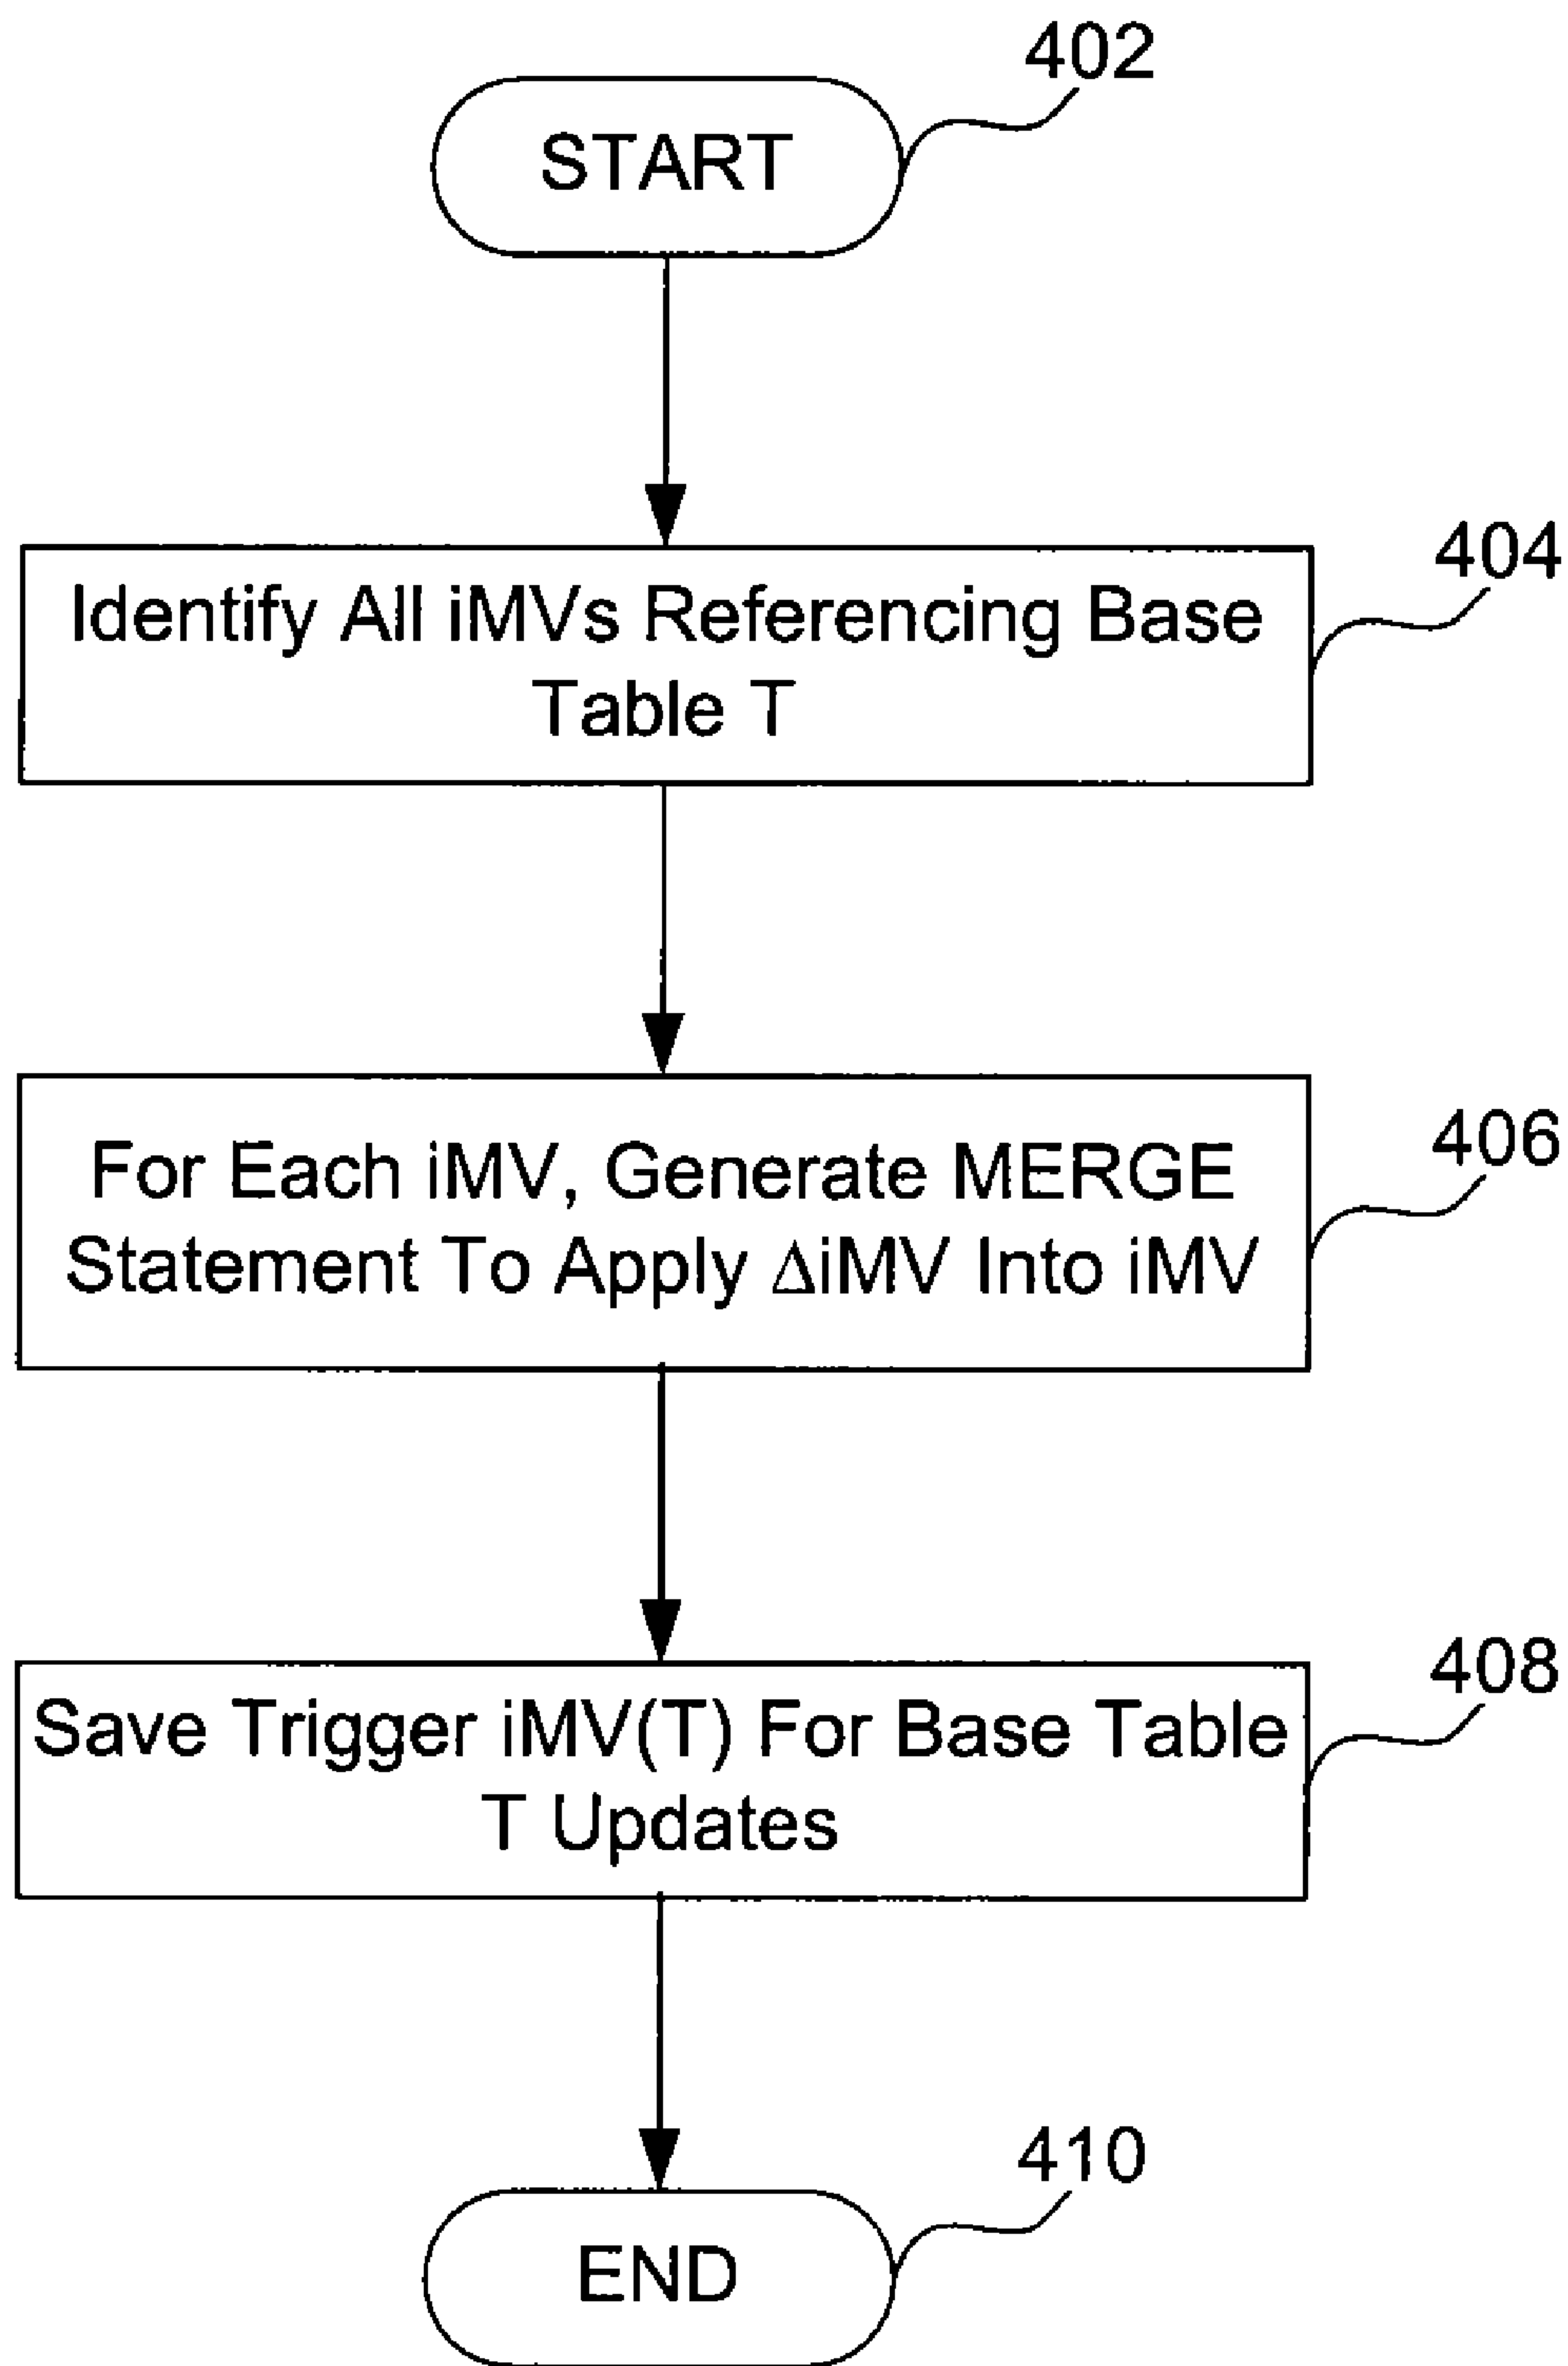 402
START
404
Identify All iMVs Referencing Base
Table T
406
For Each iMV, Generate MERGE
Statement To Apply ΔiMV Into iMV
408
Save Trigger iMV(T) For Base Table
T Updates
410
END